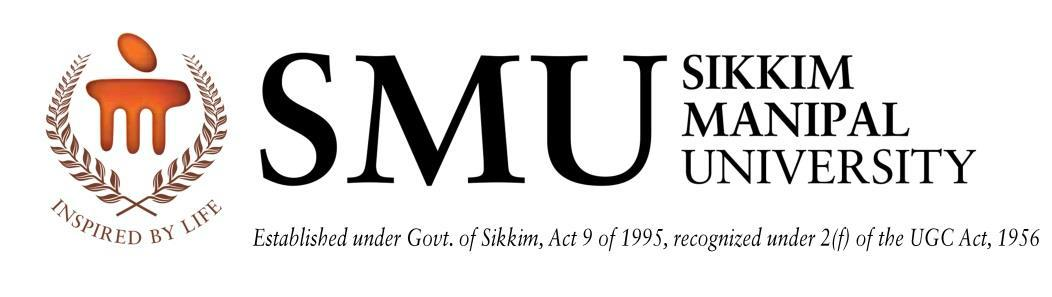 INSPIRED BY LIFE
SMU
SIKKIM
MANIPAL
UNIVERSITY
Established under Govt. of Sikkim, Act 9 of 1995, recognized under 2(f) of the UGC Act, 1956